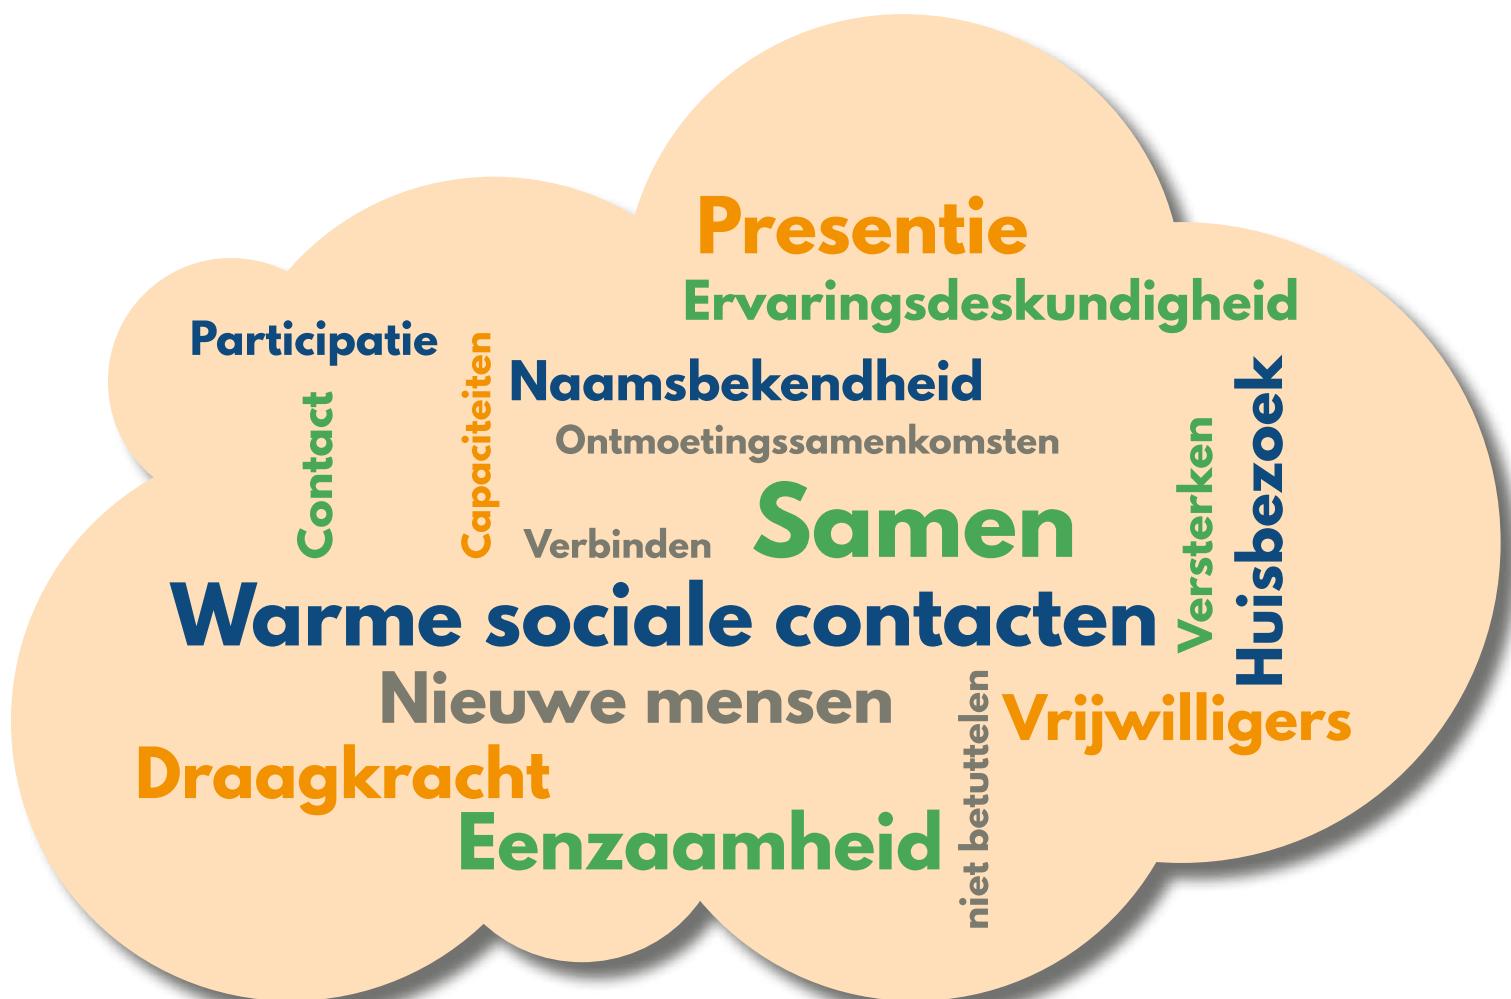 Presentie
Ervaringsdeskundigheid
Participatie
Capaciteiten
Naamsbekendheid
Contact
Ontmoetingssamenkomsten
Versterken
Huisbezoek
Samen
Verbinden
Warme sociale contacten
Nieuwe mensen
niet betuttelen
Vrijwilligers
Draagkracht
Eenzaamheid